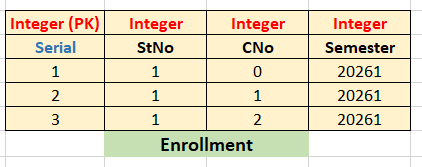 Integer (PK) Integer Integer Integer
Serial StNo CNo Semester
1 1 0 20261
2 1 1 20261
3 1 2 20261
Enrollment